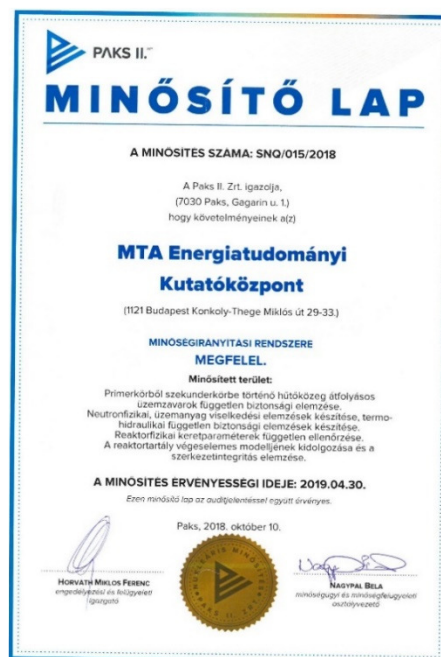 PAKS II.
MINŐSÍTŐ LAP
A MINŐSÍTÉS SZÁMA: SNQ/015/2018
A Paks II. Zrt. igazolja,
(7030 Paks, Gagarin u. 1.)
hogy követelményeinek a(z)
MTA Energiatudományi
Kutatóközpont
(1121 Budapest Konkoly-Thege Miklós út 29-33.)
MINŐSÉGIRÁNYÍTÁSI RENDSZERE
MEGFELEL.
Minősített terület:
Primerkörből szekunderkörbe történő hűtőközeg átfolyásos
üzemzavarok független biztonsági elemzése.
Neutronfizikai, üzemanyag viselkedési elemzések készítése, termo-
hidraulikai független biztonsági elemzések készítése.
Reaktorfizikai keretparaméterek független ellenőrzése.
A reaktortartály végeselemes modelljének kidolgozása és a
szerkezetintegritás elemzése.
A MINŐSÍTÉS ÉRVÉNYESSÉGI IDEJE: 2019.04.30.
Ezen minősítő lap az auditjelentéssel együtt érvényes.
Paks, 2018. október 10.
HORVÁTH MIKLÓS FERENC
engedélyezési és felügyeleti
igazgató
NAGYPÁL BÉLA
minőségügyi és minőségfelügyeleti
osztályvezető
NUKLEÁRIS MINŐSÍTÉS
PAKS II. ZRT.